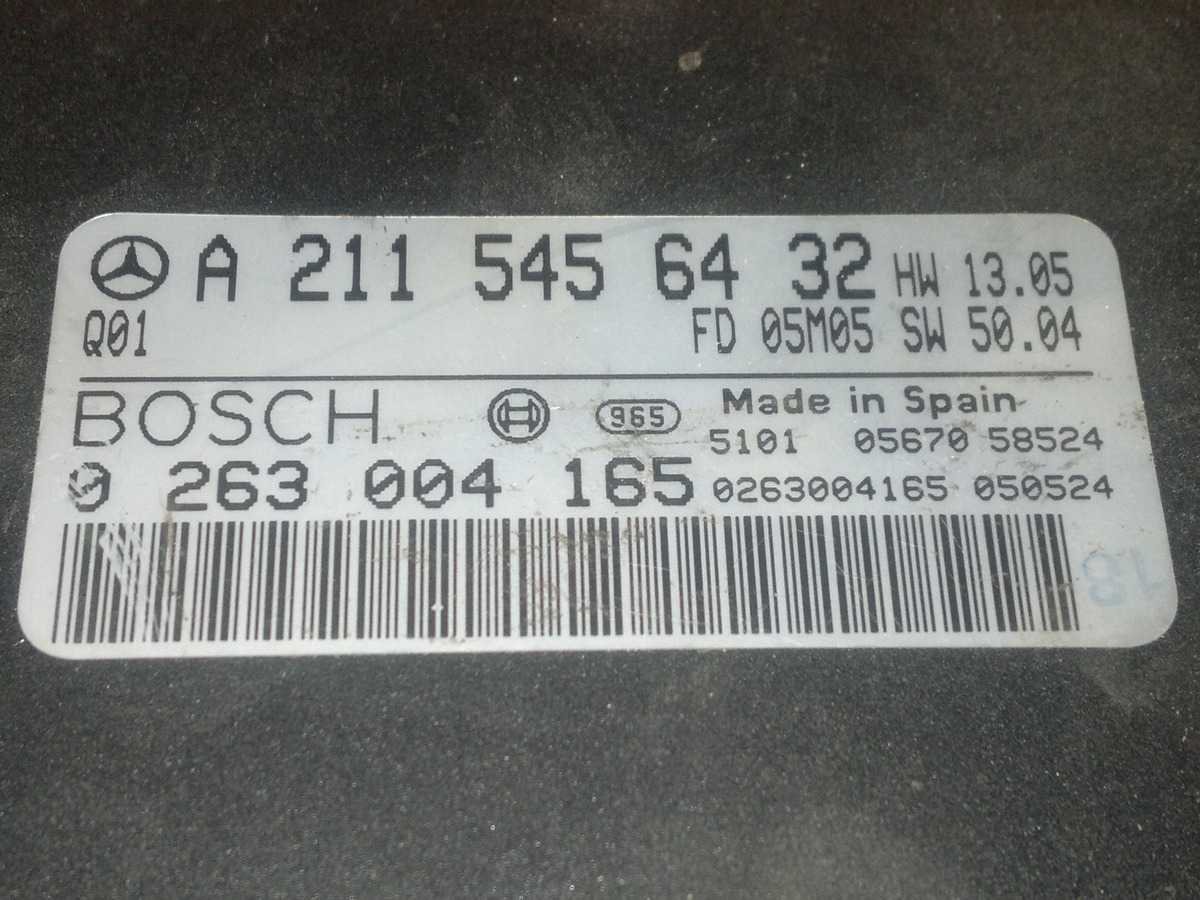 A 211 545 64 32 HW 13.05
Q01 FD 05M05 SW 50.04
BOSCH 965 Made in Spain
5101 05670 58524
0 263 004 165 0263004165 050524
18